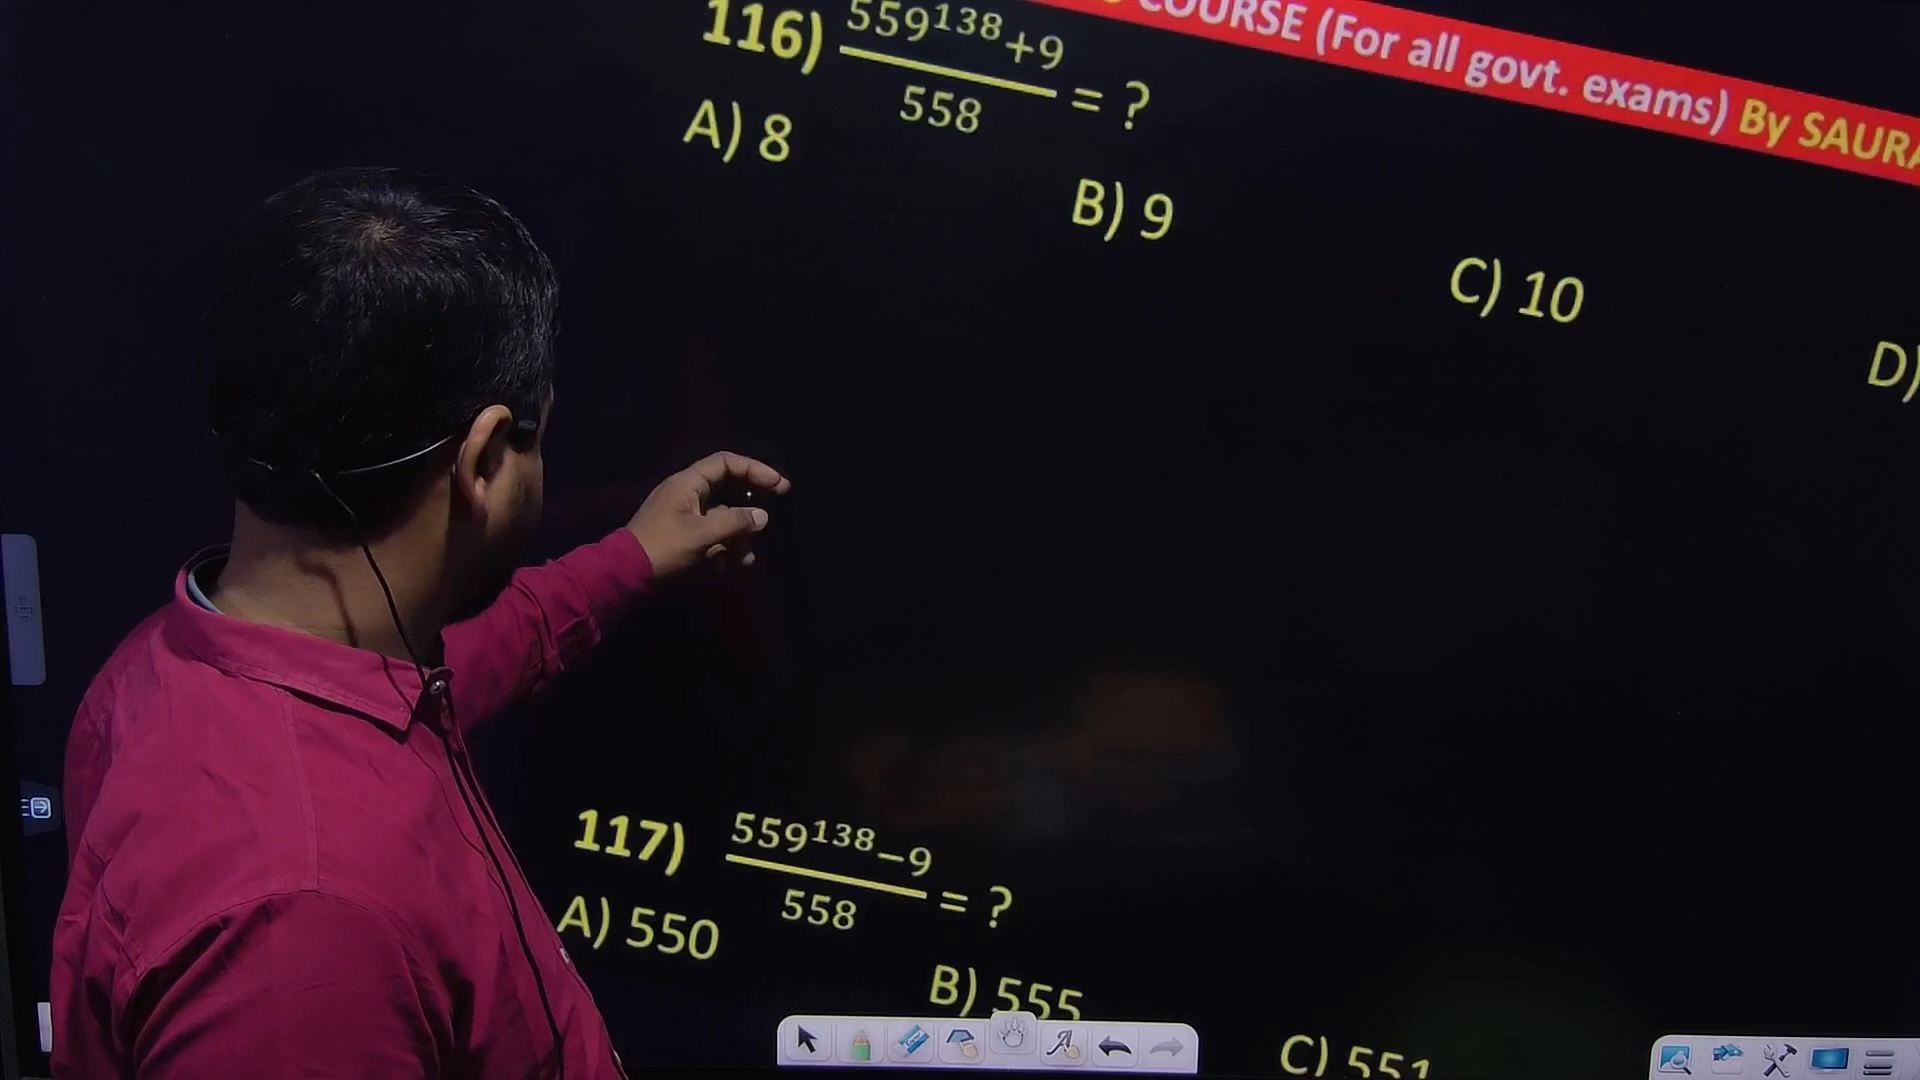 COURSE (For all govt. exams) By SAURA
116) 559¹³⁸+9 / 558 = ?
A) 8
B) 9
C) 10
D)
117) 559¹³⁸–9 / 558 = ?
A) 550
B) 555
C) 551